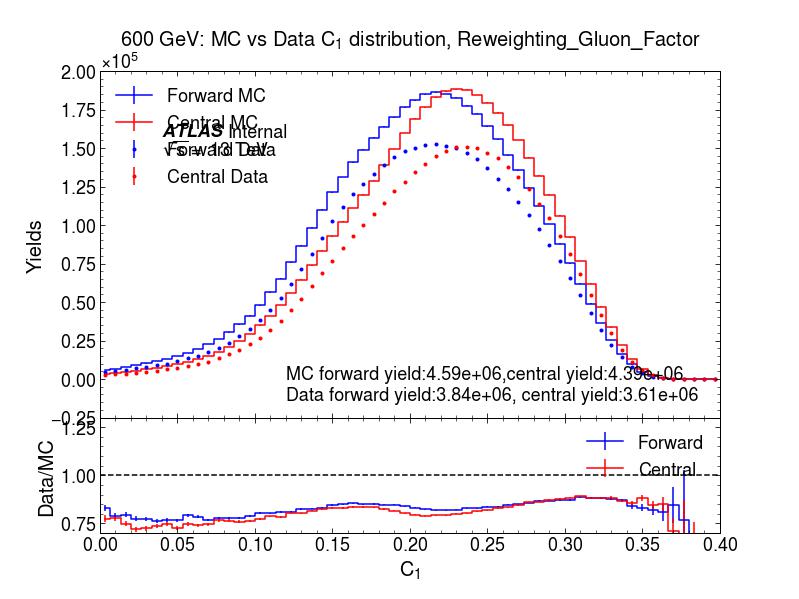 600 GeV: MC vs Data C₁ distribution, Reweighting_Gluon_Factor
×10⁵
2.00
1.75
1.50
1.25
1.00
0.75
0.50
0.25
0.00
−0.25
Yields
Forward MC
Central MC
ATLAS Internal
√s = 13 TeV
Forward Data
Central Data
MC forward yield:4.59e+06,central yield:4.39e+06
Data forward yield:3.84e+06, central yield:3.61e+06
1.25
1.00
0.75
Data/MC
Forward
Central
0.00 0.05 0.10 0.15 0.20 0.25 0.30 0.35 0.40
C₁